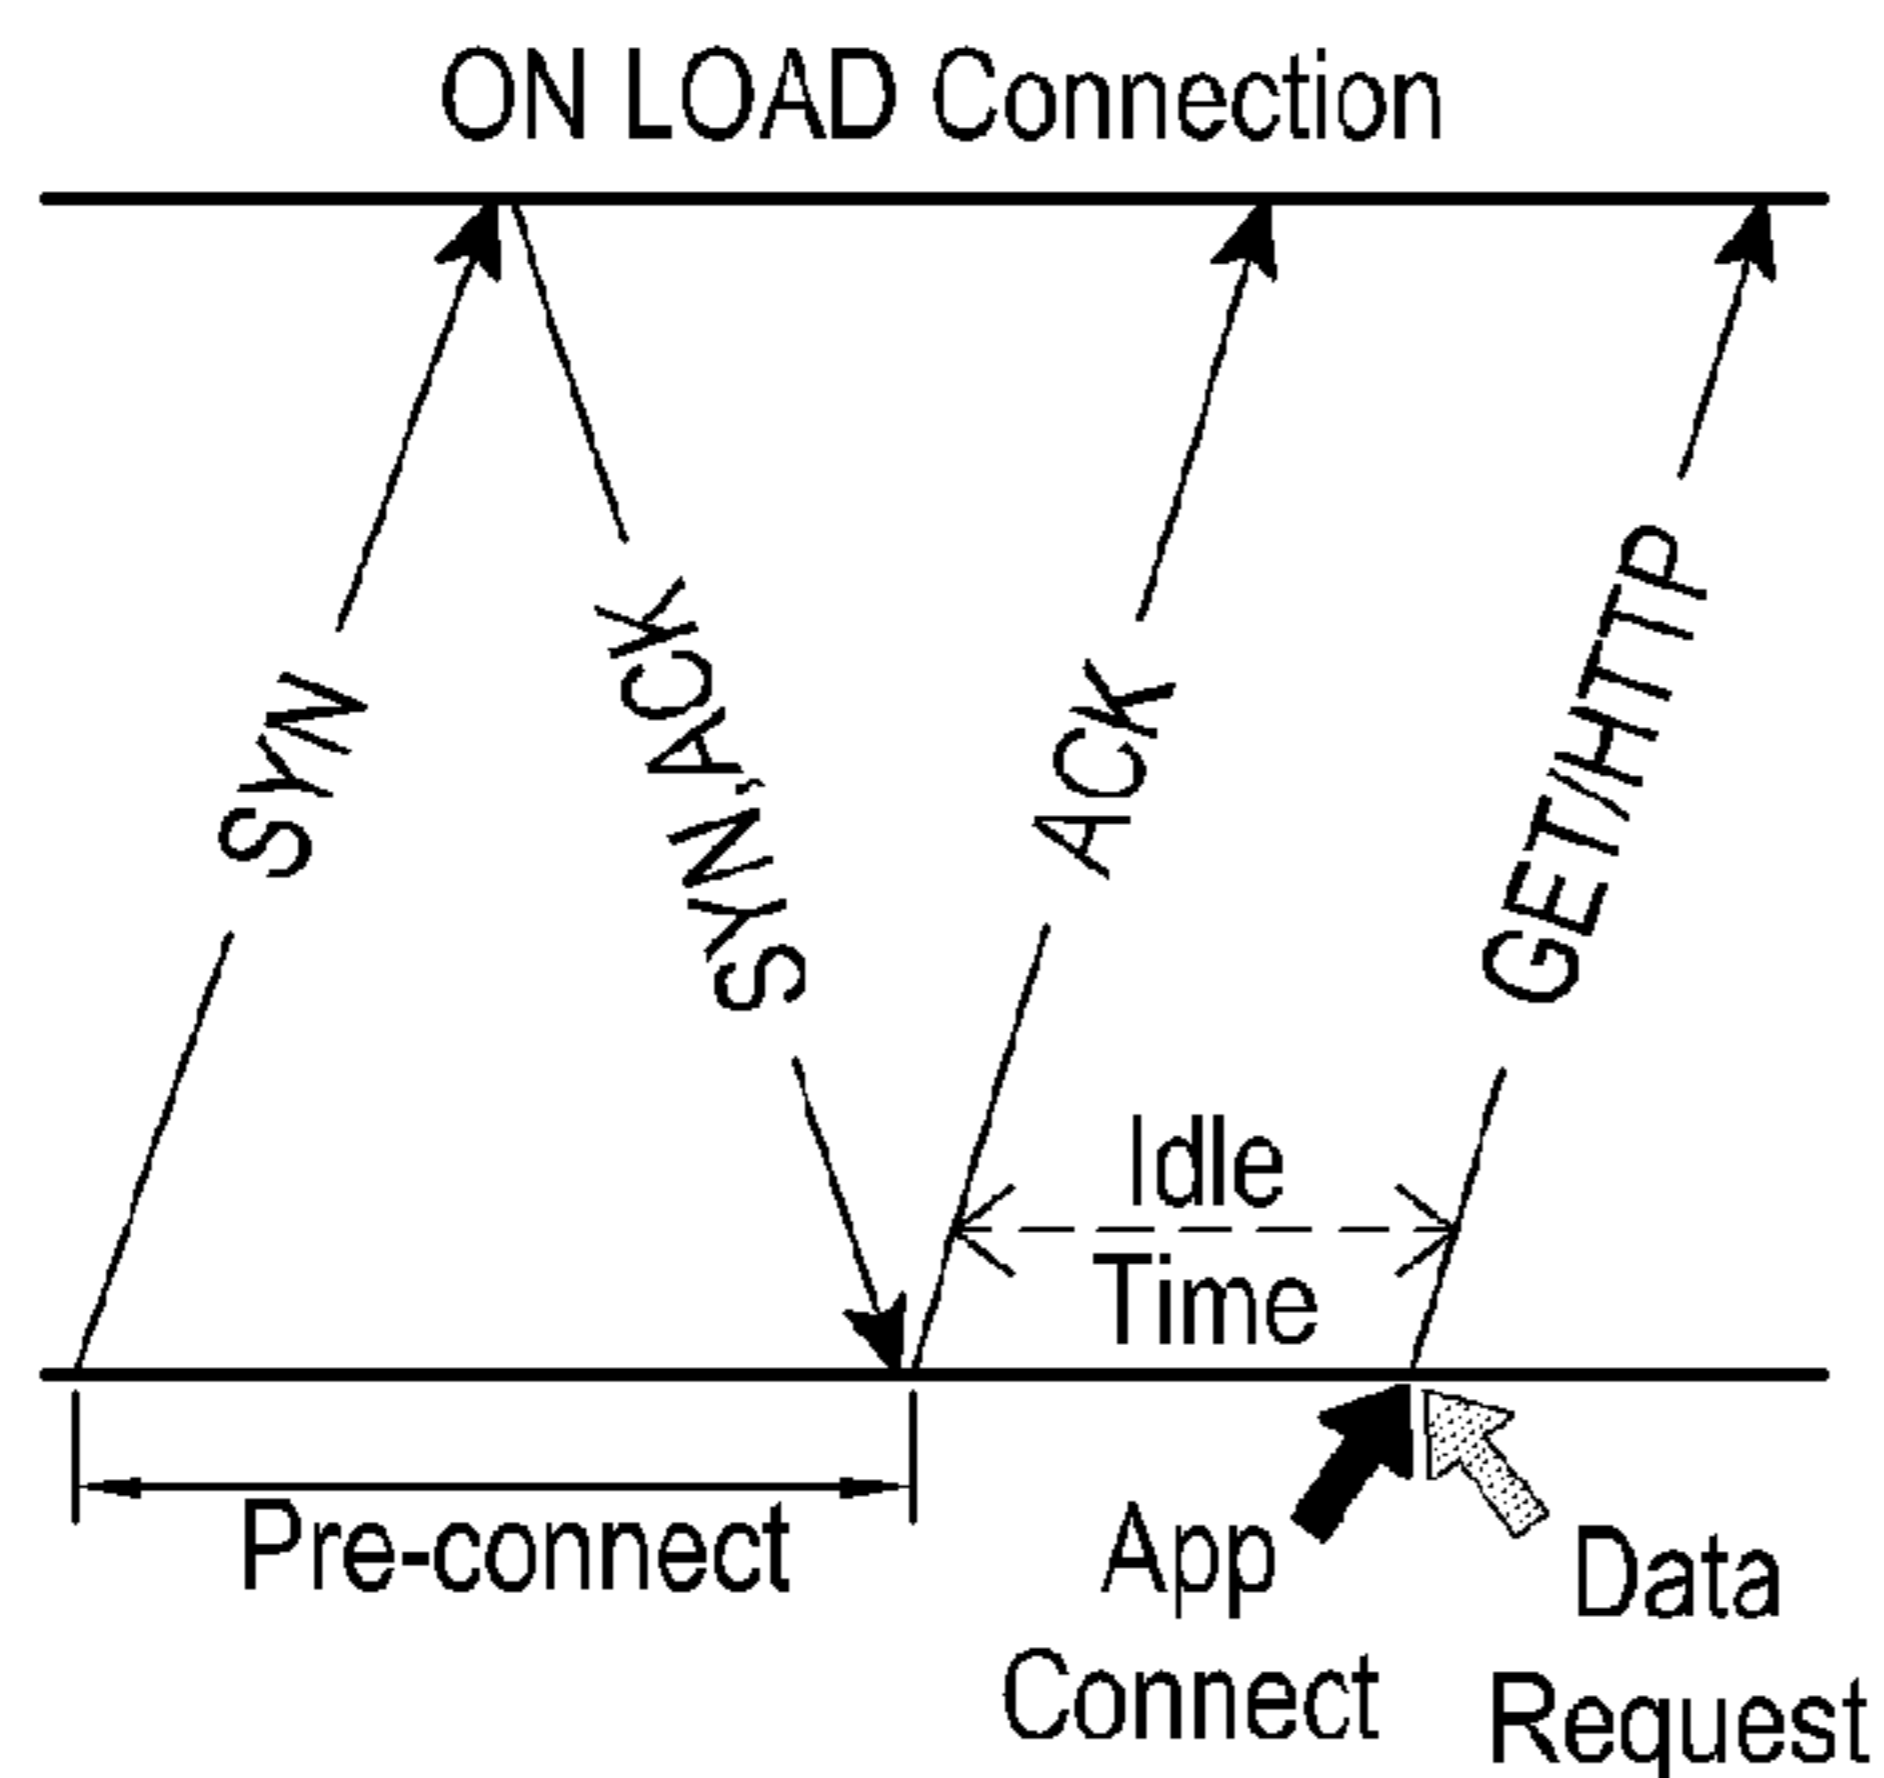 ON LOAD Connection
SYN
SYN,ACK
ACK
GET/HTTP
Idle
Time
Pre-connect
App
Connect
Data
Request